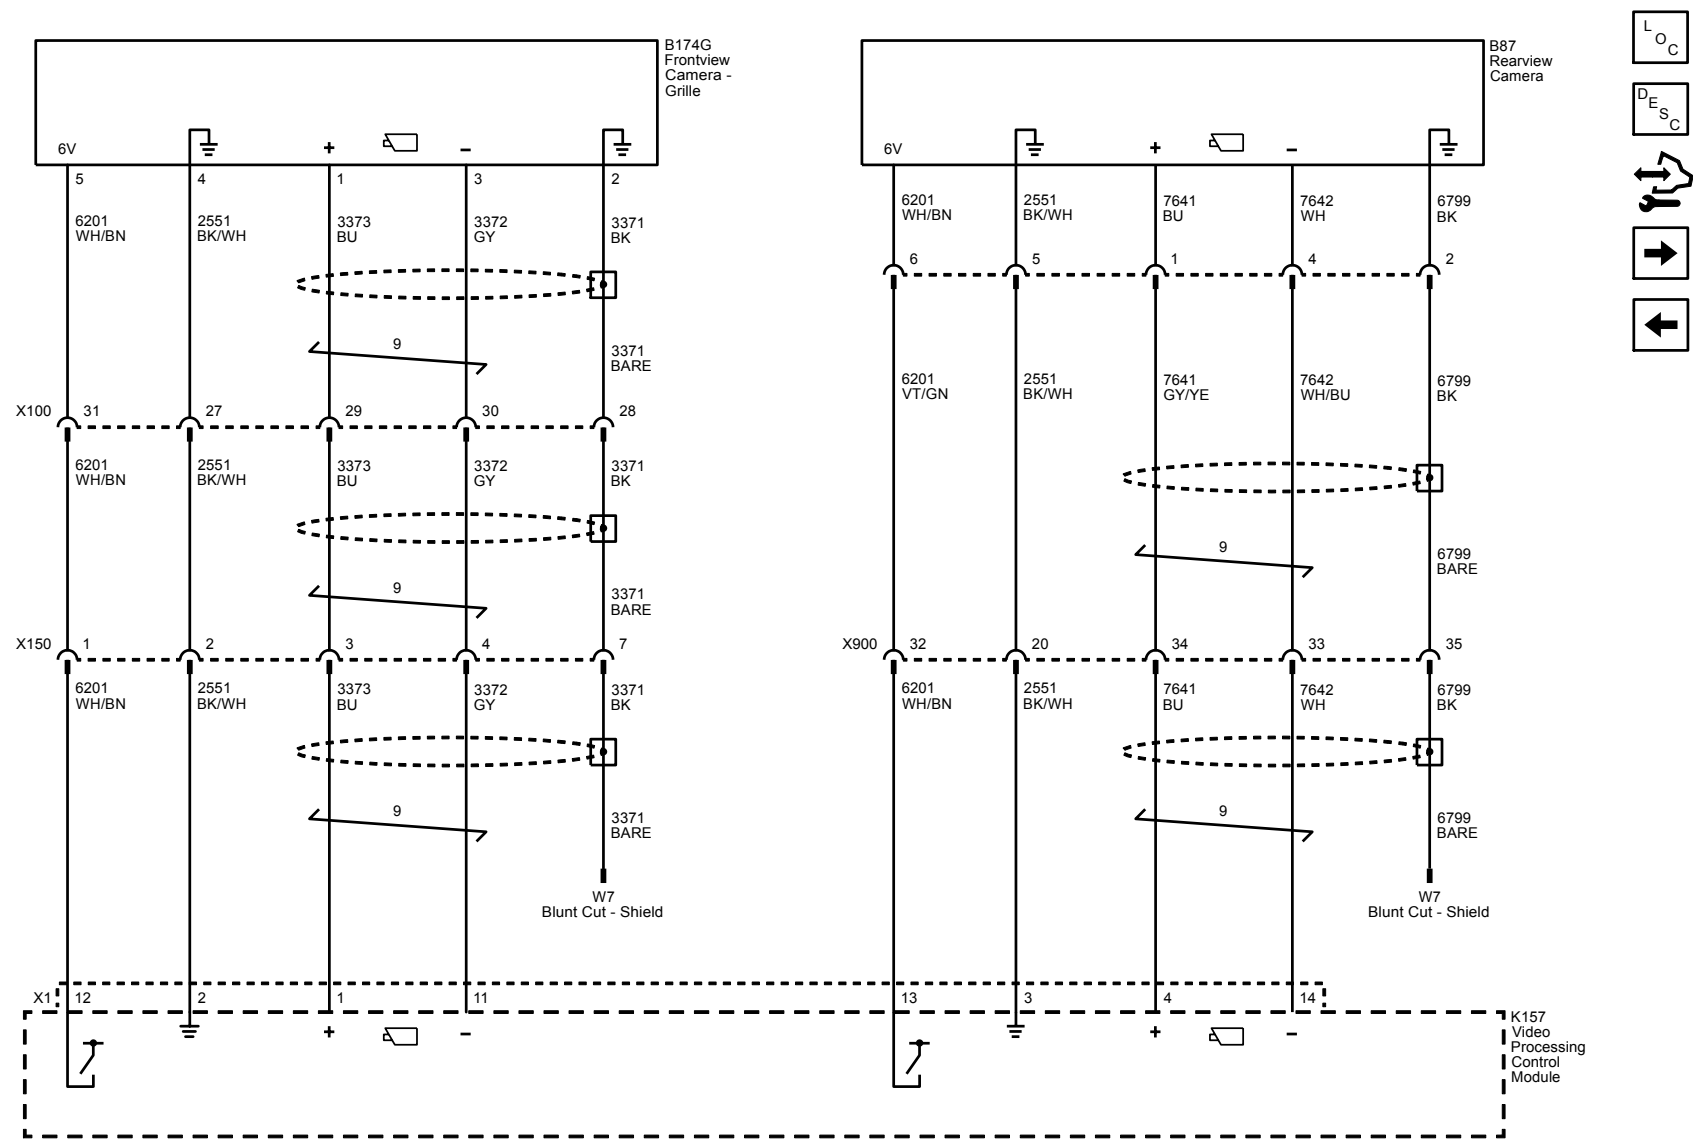 B174G
Frontview
Camera -
Grille
B87
Rearview
Camera
LOC
DESC
6V
+
–
6V
+
–
5
4
1
3
2
6201
WH/BN
2551
BK/WH
3373
BU
3372
GY
3371
BK
6201
WH/BN
2551
BK/WH
7641
BU
7642
WH
6799
BK
6
5
1
4
2
9
3371
BARE
6201
VT/GN
2551
BK/WH
7641
GY/YE
7642
WH/BU
6799
BK
X100
31
27
29
30
28
6201
WH/BN
2551
BK/WH
3373
BU
3372
GY
3371
BK
9
3371
BARE
9
6799
BARE
X150
1
2
3
4
7
X900
32
20
34
33
35
6201
WH/BN
2551
BK/WH
3373
BU
3372
GY
3371
BK
6201
WH/BN
2551
BK/WH
7641
BU
7642
WH
6799
BK
9
3371
BARE
9
6799
BARE
W7
Blunt Cut - Shield
W7
Blunt Cut - Shield
X1
12
2
1
11
13
3
4
14
+
–
+
–
K157
Video
Processing
Control
Module